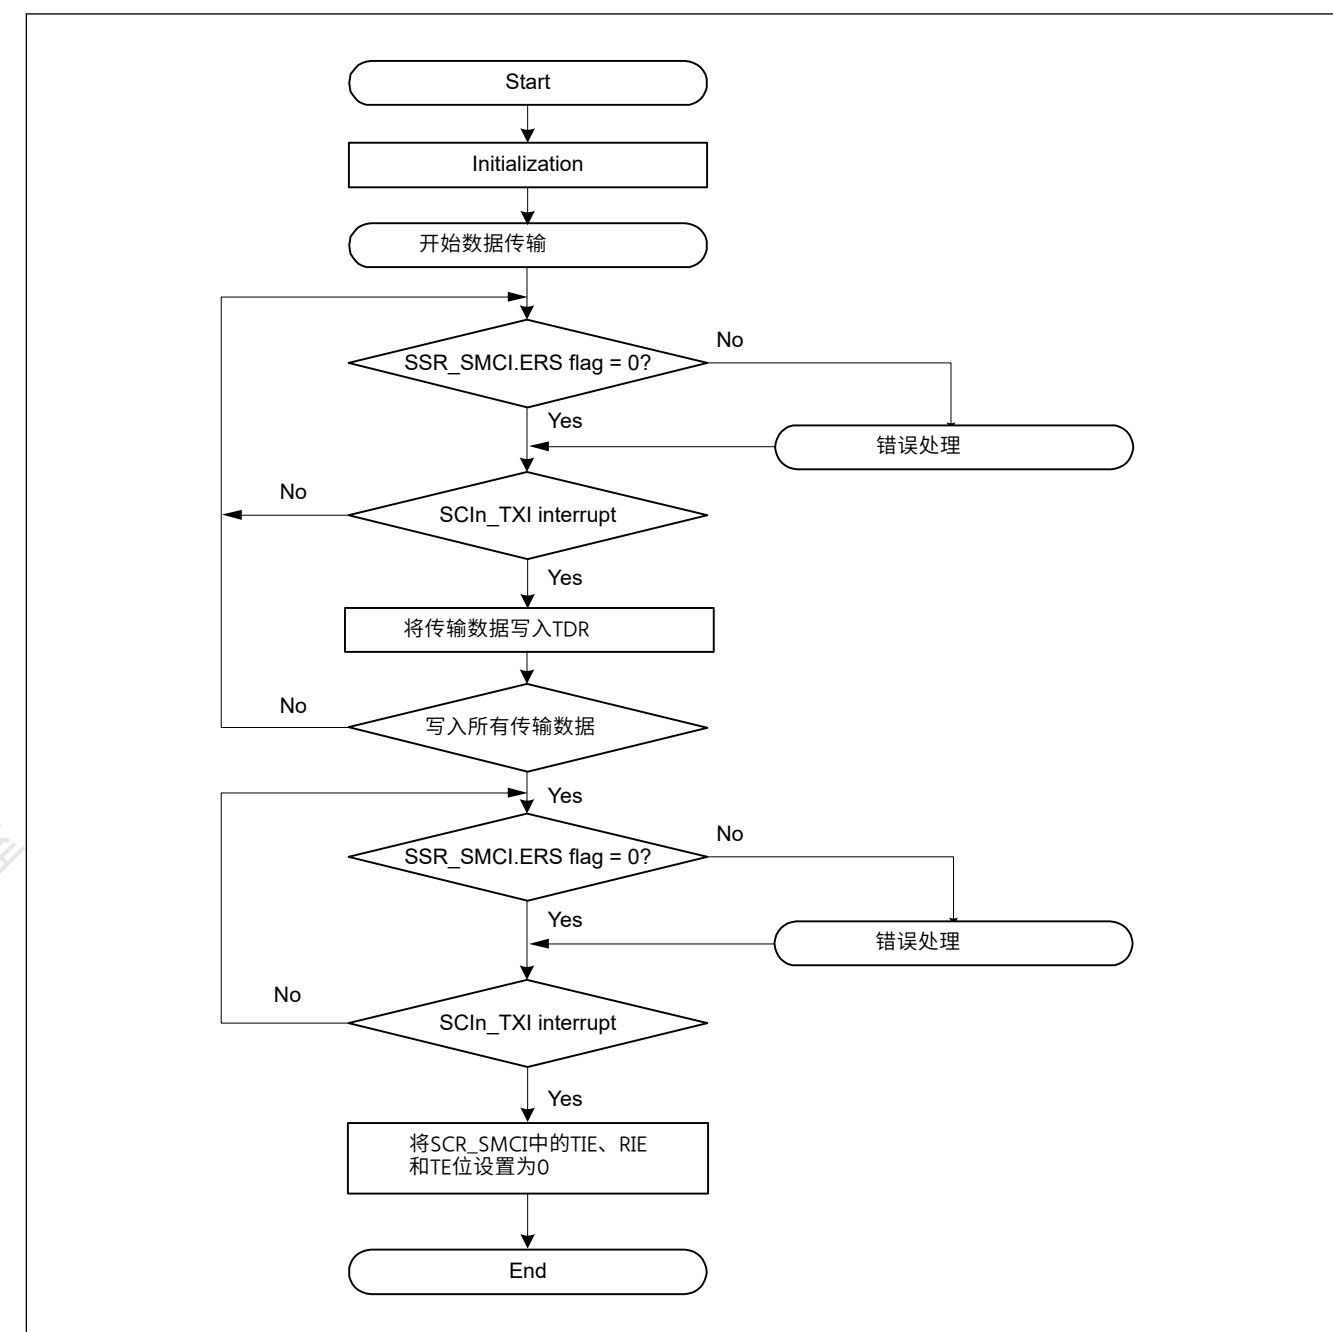 Start
Initialization
开始数据传输
SSR_SMCI.ERS flag = 0?
No
Yes
错误处理
No
SCIn_TXI interrupt
Yes
将传输数据写入TDR
No
写入所有传输数据
Yes
SSR_SMCI.ERS flag = 0?
No
Yes
错误处理
No
SCIn_TXI interrupt
Yes
将SCR_SMCI中的TIE、RIE
和TE位设置为0
End